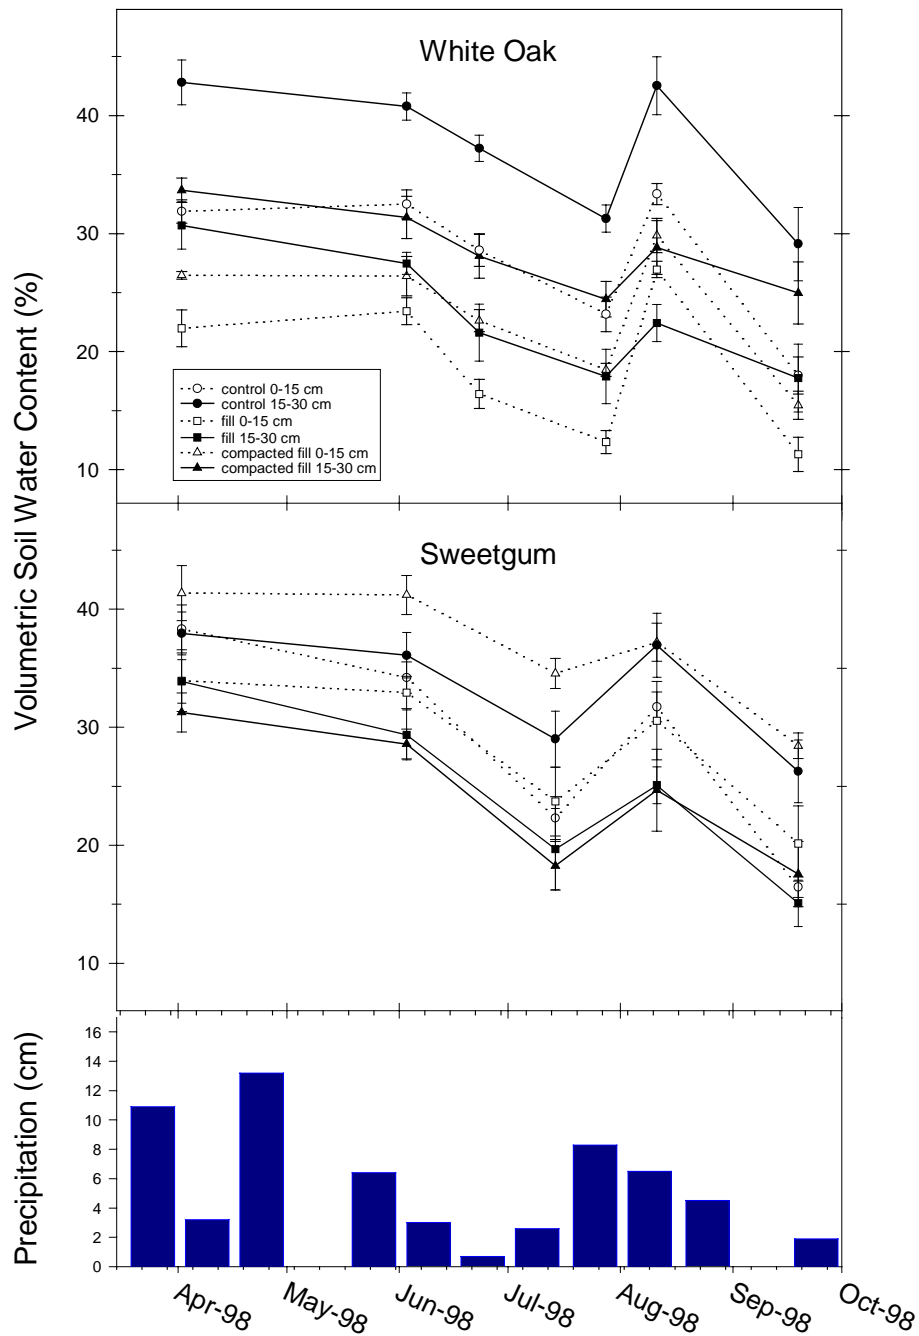 White Oak
40
30
20
10
control 0-15 cm
control 15-30 cm
fill 0-15 cm
fill 15-30 cm
compacted fill 0-15 cm
compacted fill 15-30 cm
Volumetric Soil Water Content (%)
Sweetgum
40
30
20
10
Precipitation (cm)
16
14
12
10
8
6
4
2
0
Apr-98 May-98 Jun-98 Jul-98 Aug-98 Sep-98 Oct-98